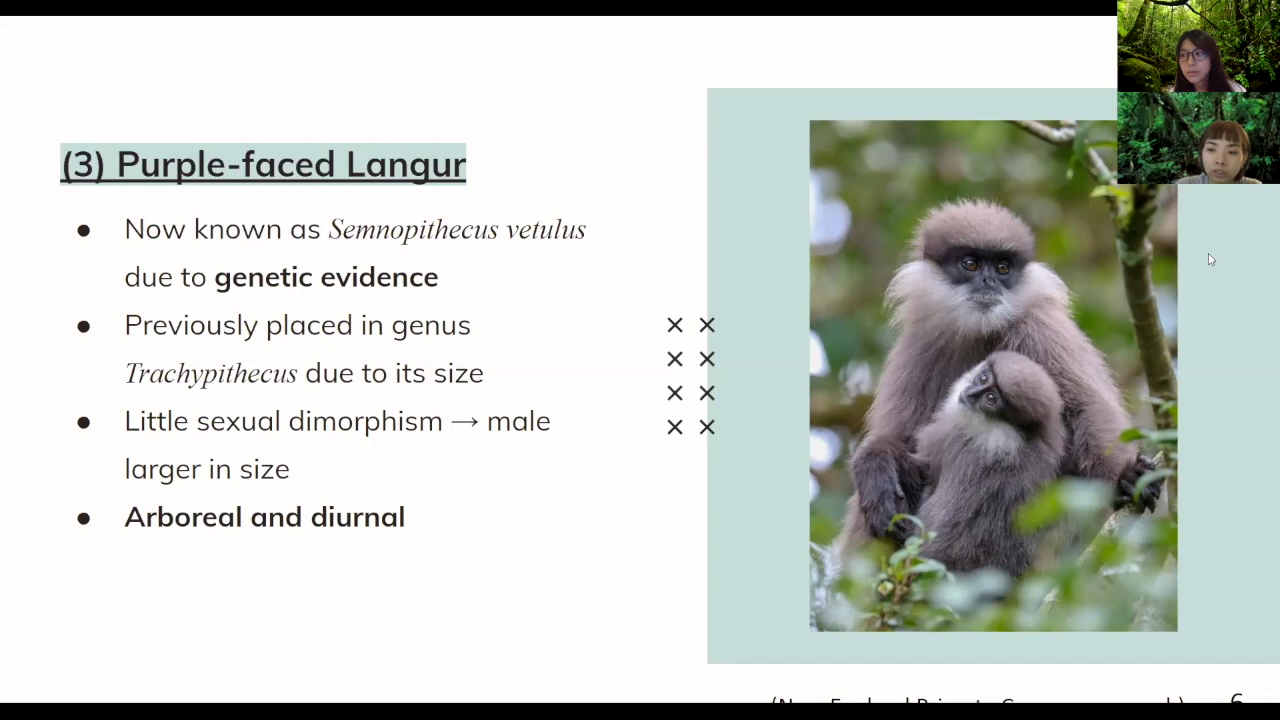 (3) Purple-faced Langur
● Now known as Semnopithecus vetulus
due to genetic evidence
● Previously placed in genus
Trachypithecus due to its size
● Little sexual dimorphism → male
larger in size
● Arboreal and diurnal